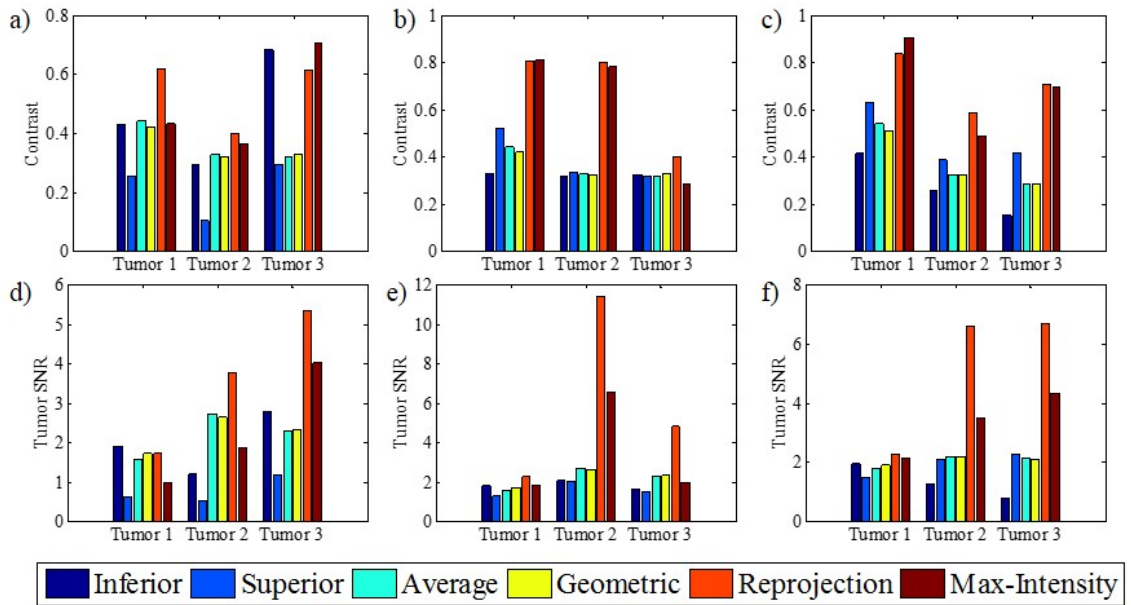 a)
0.8
0.6
0.4
0.2
0
Contrast
Tumor 1 Tumor 2 Tumor 3
b)
1
0.8
0.6
0.4
0.2
0
Contrast
Tumor 1 Tumor 2 Tumor 3
c)
1
0.8
0.6
0.4
0.2
0
Contrast
Tumor 1 Tumor 2 Tumor 3
d)
6
5
4
3
2
1
0
Tumor SNR
Tumor 1 Tumor 2 Tumor 3
e)
12
10
8
6
4
2
0
Tumor SNR
Tumor 1 Tumor 2 Tumor 3
f)
8
6
4
2
0
Tumor SNR
Tumor 1 Tumor 2 Tumor 3
Inferior Superior Average Geometric Reprojection Max-Intensity